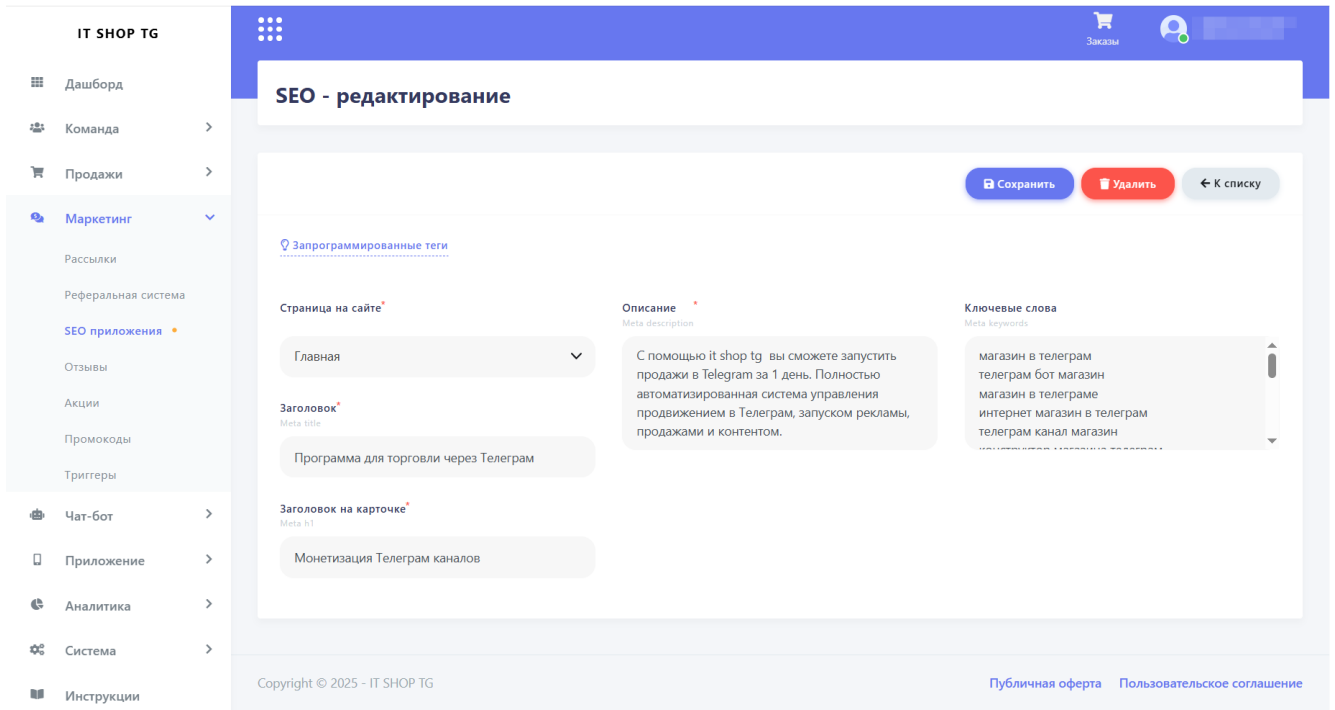 IT SHOP TG
Дашборд
Команда
Продажи
Маркетинг
Рассылки
Реферальная система
SEO приложения
Отзывы
Акции
Промокоды
Триггеры
Чат-бот
Приложение
Аналитика
Система
Инструкции
Заказы
SEO - редактирование
Сохранить
Удалить
К списку
Запрограммированные теги
Страница на сайте*
Главная
Заголовок*
Meta title
Программа для торговли через Телеграм
Заголовок на карточке*
Meta h1
Монетизация Телеграм каналов
Описание *
Meta description
С помощью it shop tg вы сможете запустить
продажи в Telegram за 1 день. Полностью
автоматизированная система управления
продвижением в Телеграм, запуском рекламы,
продажами и контентом.
Ключевые слова
Meta keywords
магазин в телеграм
телеграм бот магазин
магазин в телеграме
интернет магазин в телеграм
телеграм канал магазин
конструктор магазина телеграм
Copyright © 2025 - IT SHOP TG
Публичная оферта
Пользовательское соглашение